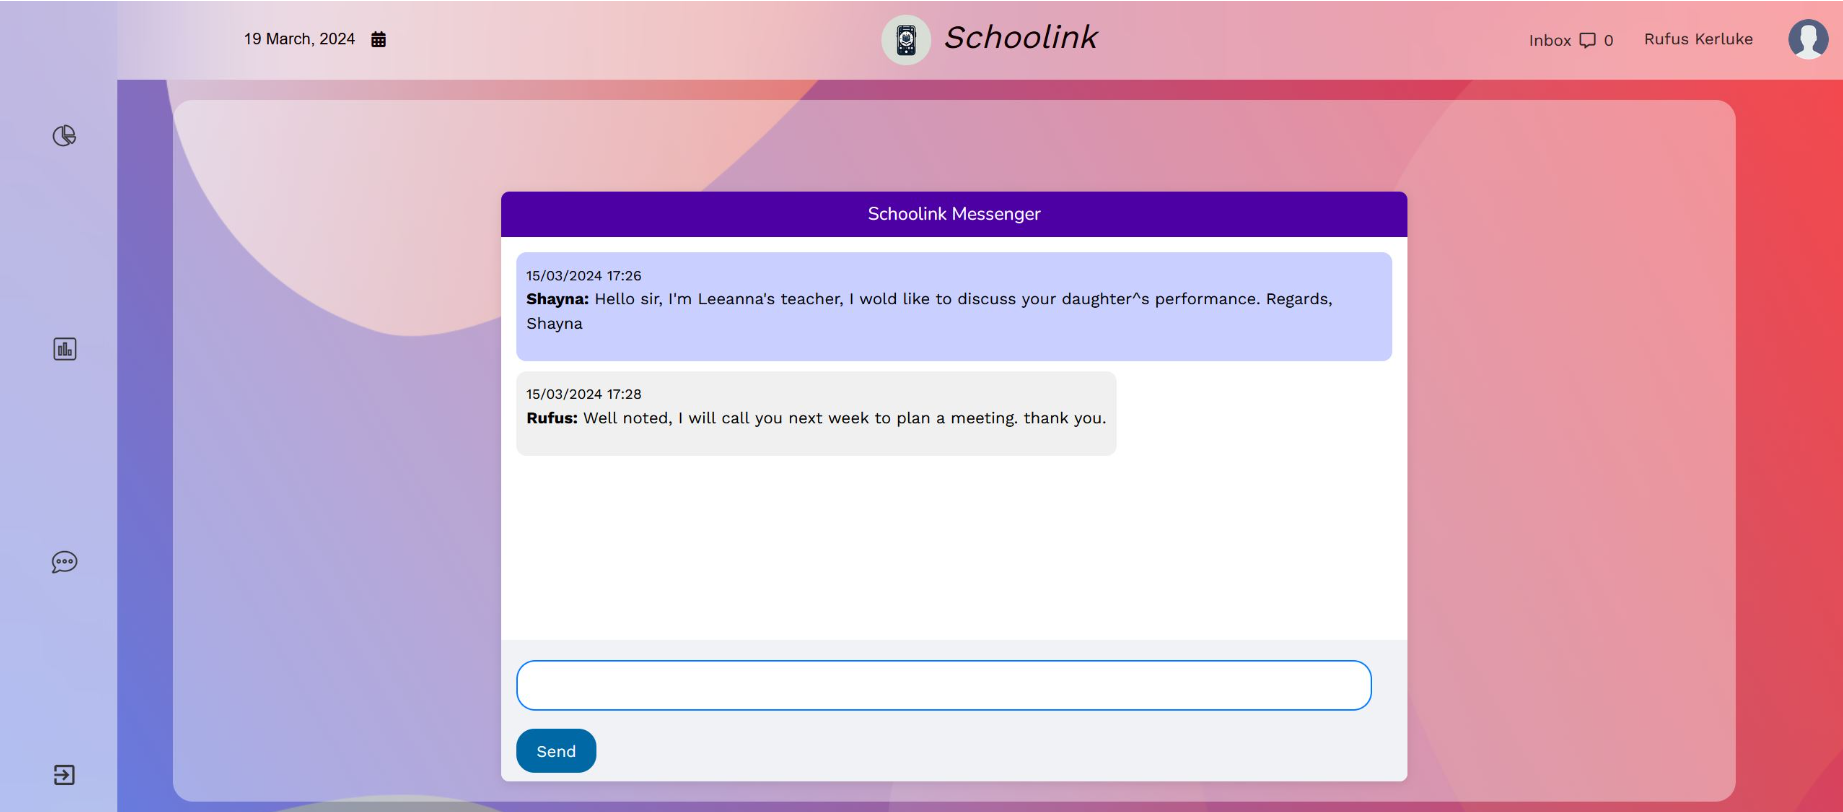 19 March, 2024
Schoolink
Inbox 0
Rufus Kerluke
Schoolink Messenger
15/03/2024 17:26
Shayna: Hello sir, I'm Leeanna's teacher, I wold like to discuss your daughter^s performance. Regards,
Shayna
15/03/2024 17:28
Rufus: Well noted, I will call you next week to plan a meeting. thank you.
Send